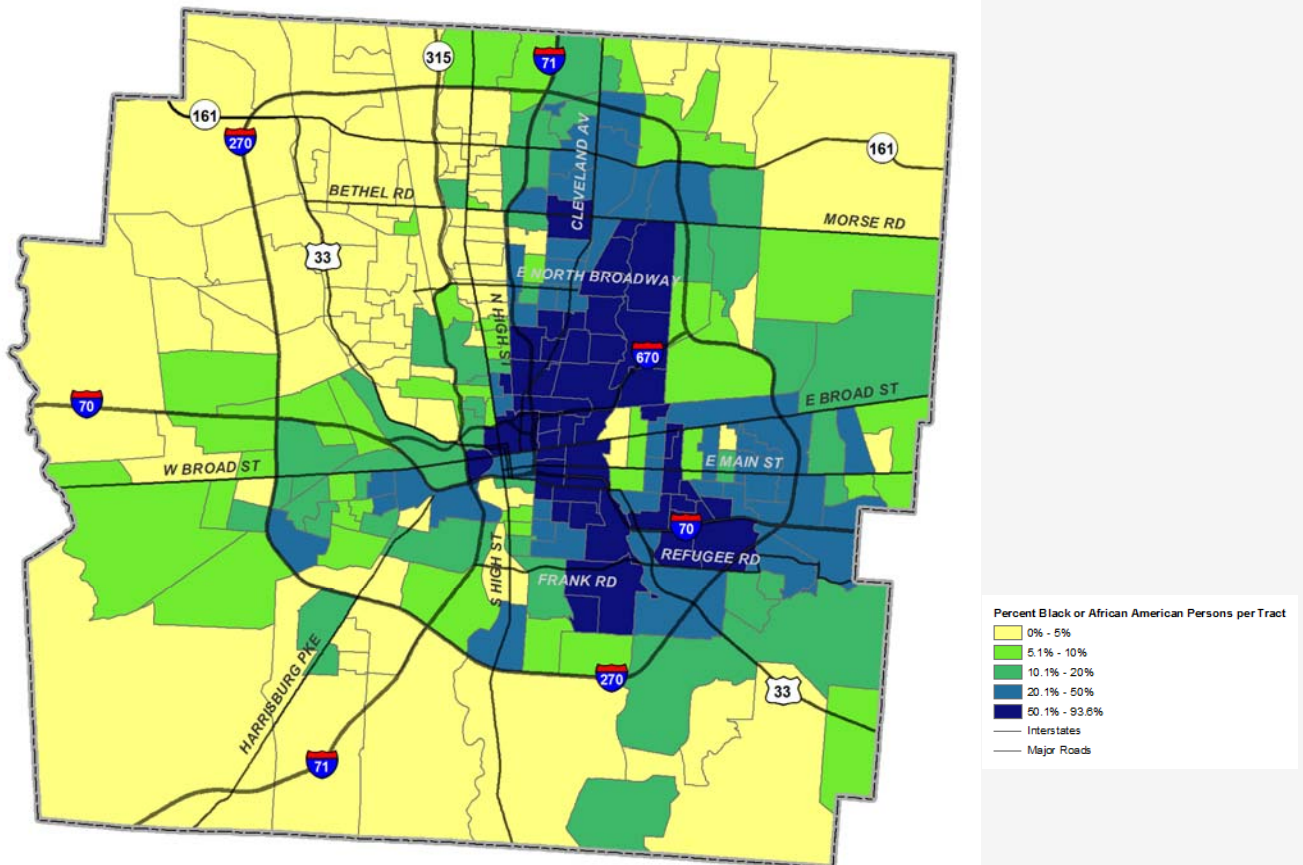 315
71
161
270
161
CLEVELAND AV
BETHEL RD
MORSE RD
33
E NORTH BROADWAY
N HIGH ST
670
70
E BROAD ST
W BROAD ST
E MAIN ST
70
REFUGEE RD
S HIGH ST
FRANK RD
HARRISBURG PKE
270
33
71
Percent Black or African American Persons per Tract
0% - 5%
5.1% - 10%
10.1% - 20%
20.1% - 50%
50.1% - 93.6%
Interstates
Major Roads